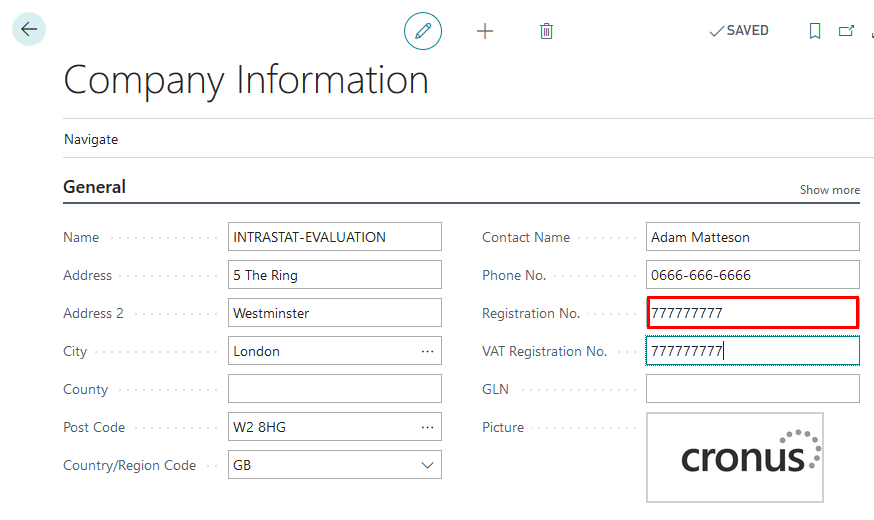 SAVED
Company Information
Navigate
General
Show more
Name INTRASTAT-EVALUATION
Address 5 The Ring
Address 2 Westminster
City London ...
County
Post Code W2 8HG ...
Country/Region Code GB
Contact Name Adam Matteson
Phone No. 0666-666-6666
Registration No. 777777777
VAT Registration No. 777777777
GLN
Picture
cronus